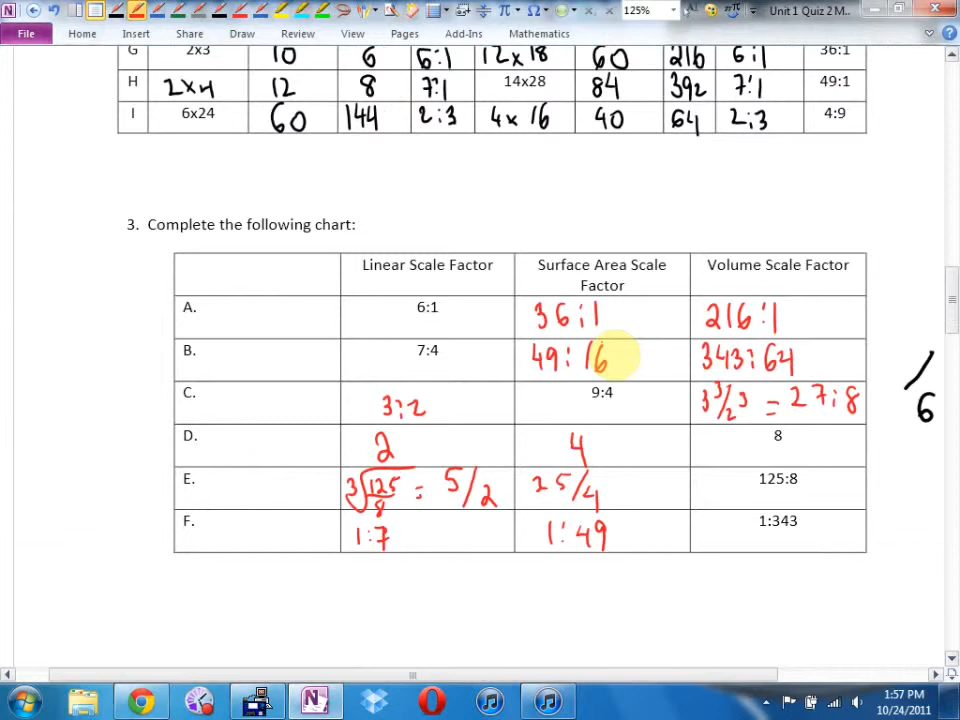 125%
Unit 1 Quiz 2 M...
File Home Insert Share Draw Review View Pages Add-Ins Mathematics
G 2x3 10 6 6:1 12x18 60 216 6:1 36:1
H 2x4 12 8 7:1 14x28 84 392 7:1 49:1
I 6x24 60 144 2:3 4x16 40 64 2:3 4:9
3. Complete the following chart:
Linear Scale Factor Surface Area Scale Factor Volume Scale Factor
A. 6:1 36:1 216:1
B. 7:4 49:16 343:64
C. 3:2 9:4 3³/2³ = 27:8
D. 2 4 8
E. 3√125/8 = 5/2 25/4 125:8
F. 1:7 1:49 1:343
/6
1:57 PM
10/24/2011